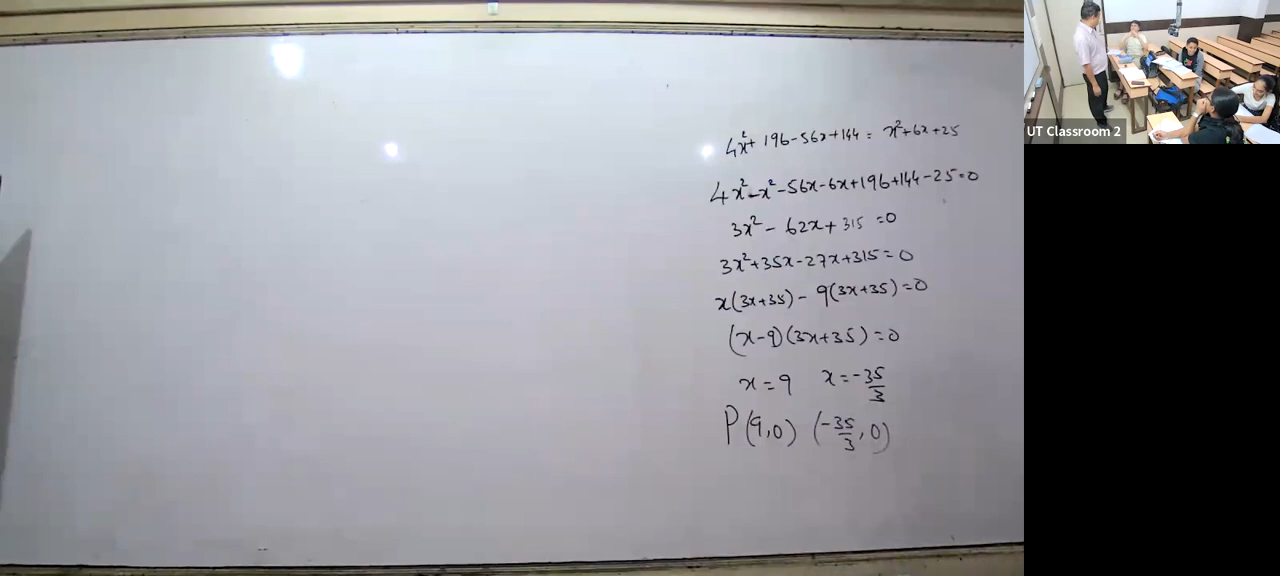 4x²+196-56x+144 = x²+6x+25
4x²-x²-56x-6x+196+144-25=0
3x²-62x+315=0
3x²+35x-27x+315=0
x(3x+35)-9(3x+35)=0
(x-9)(3x+35)=0
x=9 x=-35/3
P(9,0) (-35/3,0)
UT Classroom 2